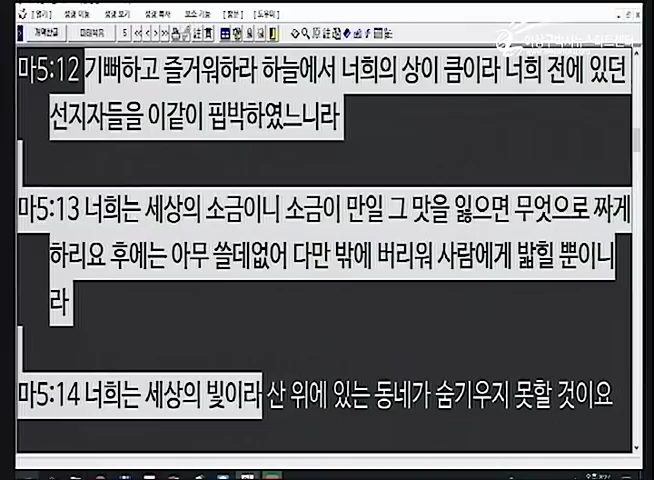 마5:12 기뻐하고 즐거워하라 하늘에서 너희의 상이 큼이라 너희 전에 있던
선지자들을 이같이 핍박하였느니라
마5:13 너희는 세상의 소금이니 소금이 만일 그 맛을 잃으면 무엇으로 짜게
하리요 후에는 아무 쓸데없어 다만 밖에 버리워 사람에게 밟힐 뿐이니
라
마5:14 너희는 세상의 빛이라 산 위에 있는 동네가 숨기우지 못할 것이요